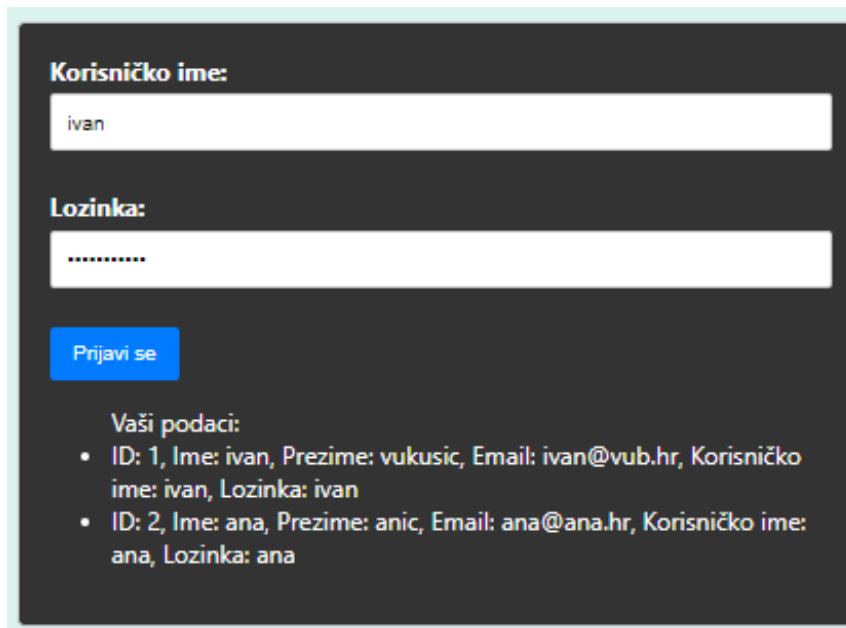 Korisničko ime:
ivan
Lozinka:
•••••••••••
Prijavi se
Vaši podaci:
• ID: 1, Ime: ivan, Prezime: vukusic, Email: ivan@vub.hr, Korisničko
ime: ivan, Lozinka: ivan
• ID: 2, Ime: ana, Prezime: anic, Email: ana@ana.hr, Korisničko ime:
ana, Lozinka: ana